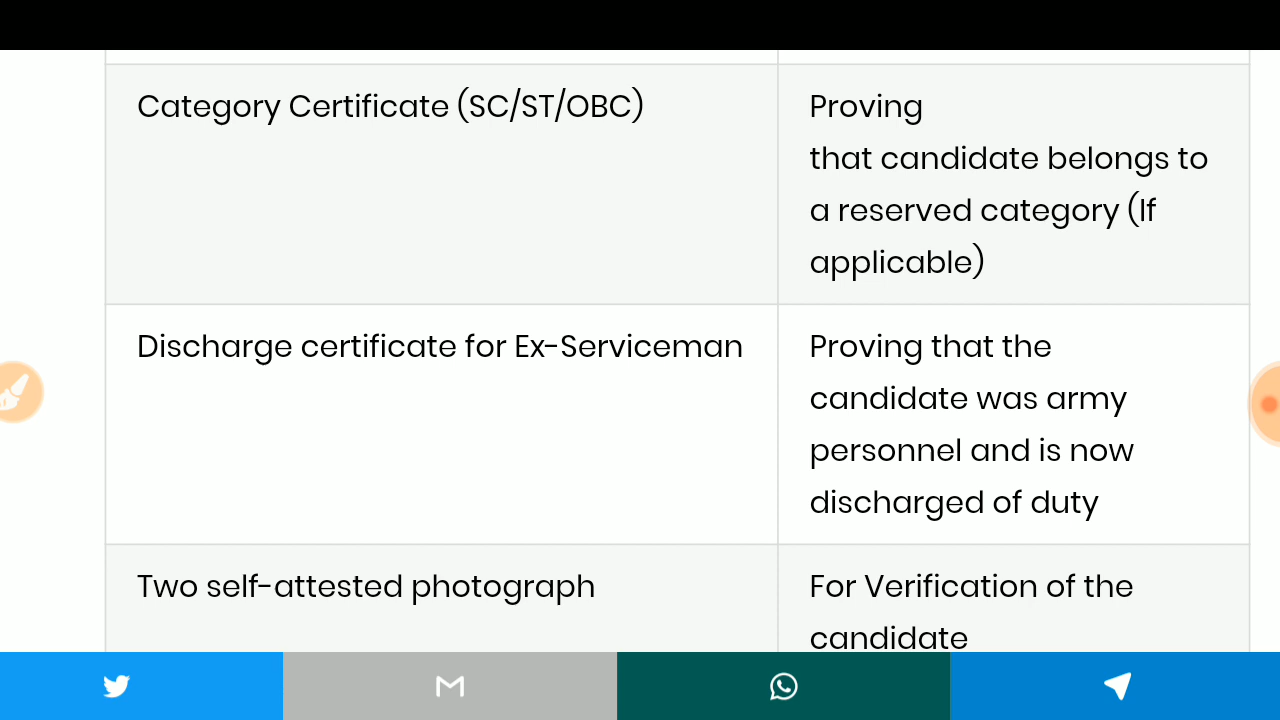 Category Certificate (SC/ST/OBC)
Proving
that candidate belongs to
a reserved category (If
applicable)
Discharge certificate for Ex-Serviceman
Proving that the
candidate was army
personnel and is now
discharged of duty
Two self-attested photograph
For Verification of the
candidate